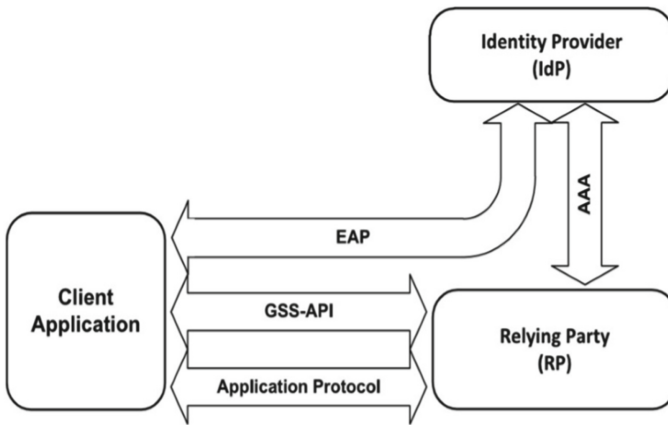 Identity Provider
(IdP)
AAA
EAP
Client
Application
GSS-API
Relying Party
(RP)
Application Protocol